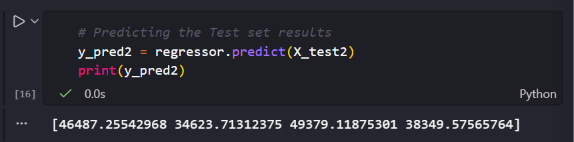 # Predicting the Test set results
y_pred2 = regressor.predict(X_test2)
print(y_pred2)
[16]
0.0s
Python
... [46487.25542968 34623.71312375 49379.11875301 38349.57565764]